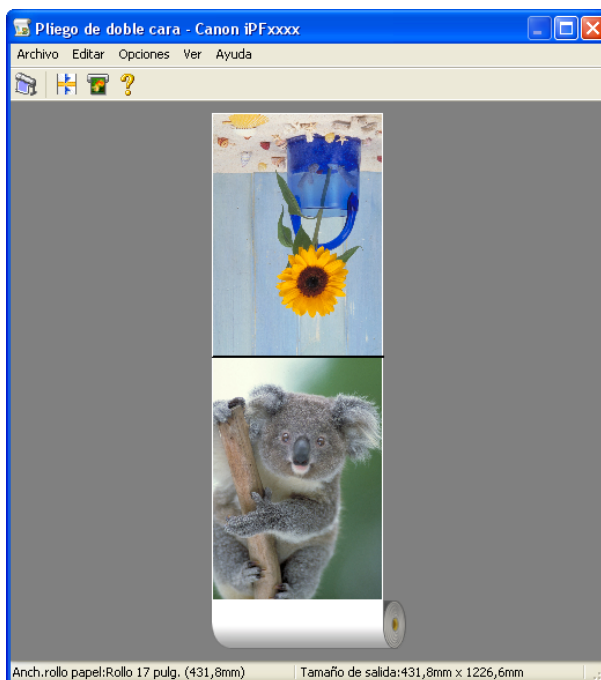 Pliego de doble cara - Canon iPFxxxx
Archivo Editar Opciones Ver Ayuda
Anch.rollo papel:Rollo 17 pulg. (431,8mm) Tamaño de salida:431,8mm x 1226,6mm